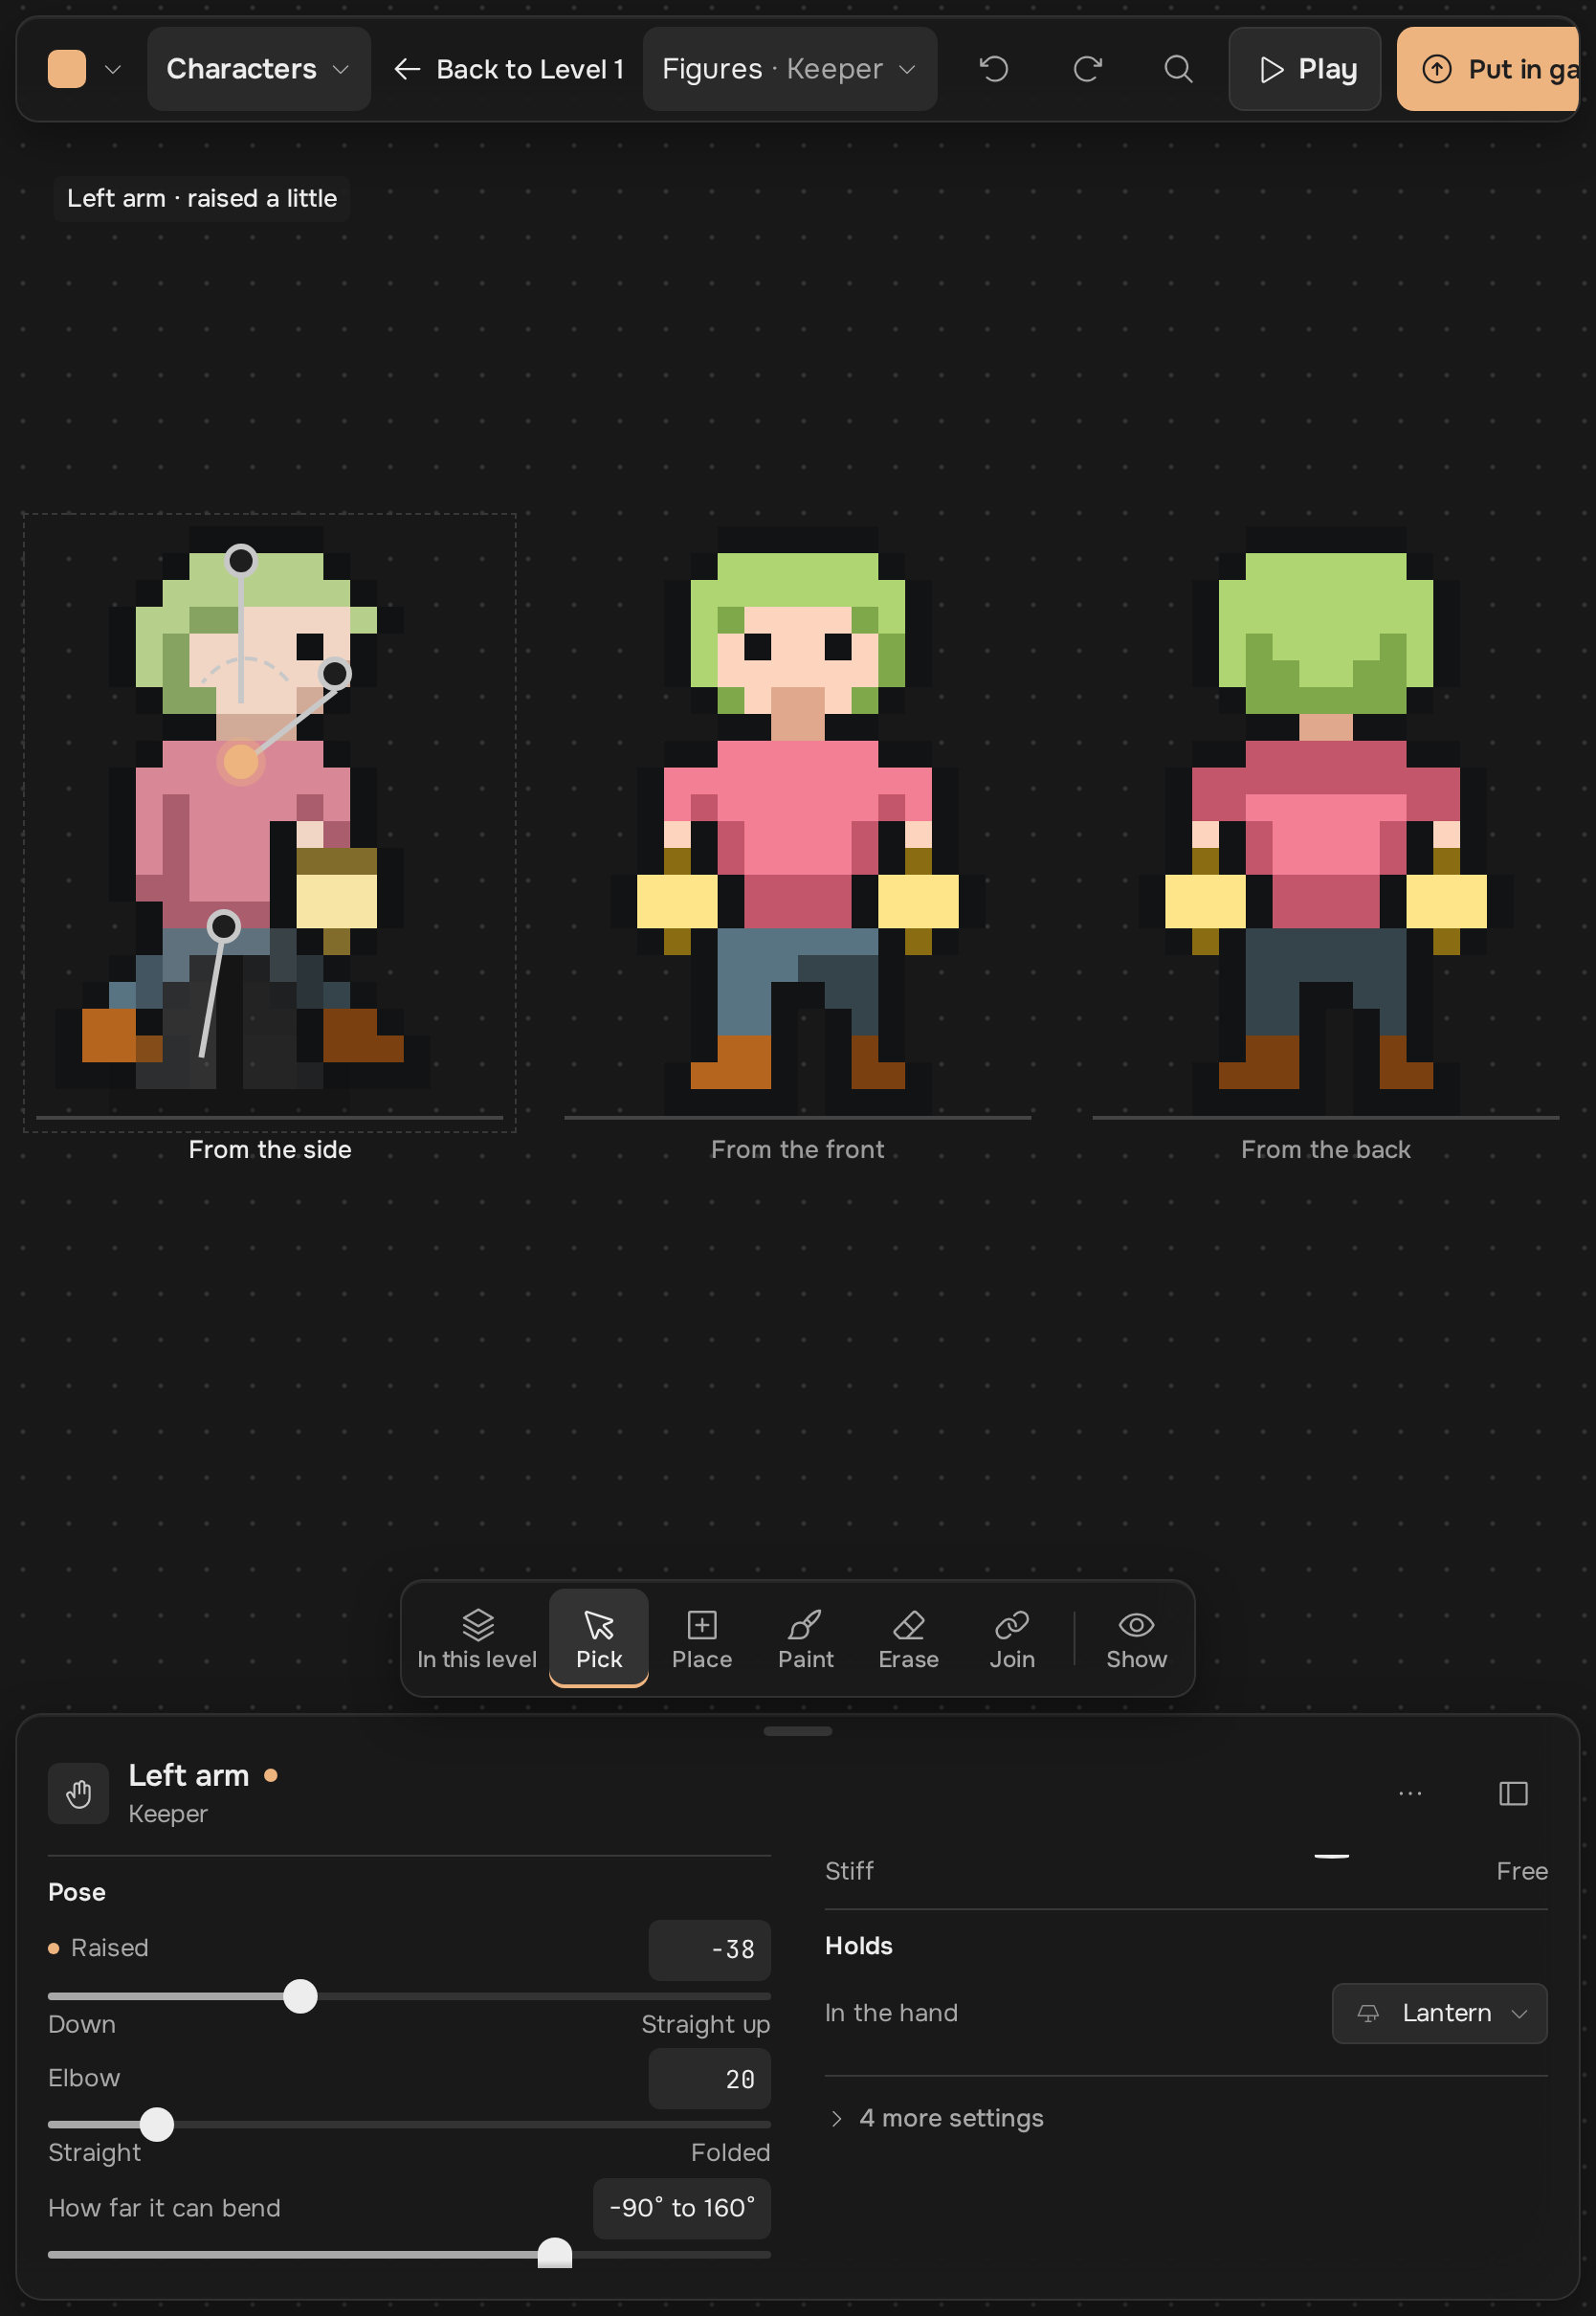 Characters
Back to Level 1
Figures · Keeper
Play
Put in ga
Left arm · raised a little
From the side
From the front
From the back
In this level
Pick
Place
Paint
Erase
Join
Show
Left arm
Keeper
Pose
Raised
-38
Down
Straight up
Elbow
20
Straight
Folded
How far it can bend
-90° to 160°
Stiff
Free
Holds
In the hand
Lantern
4 more settings